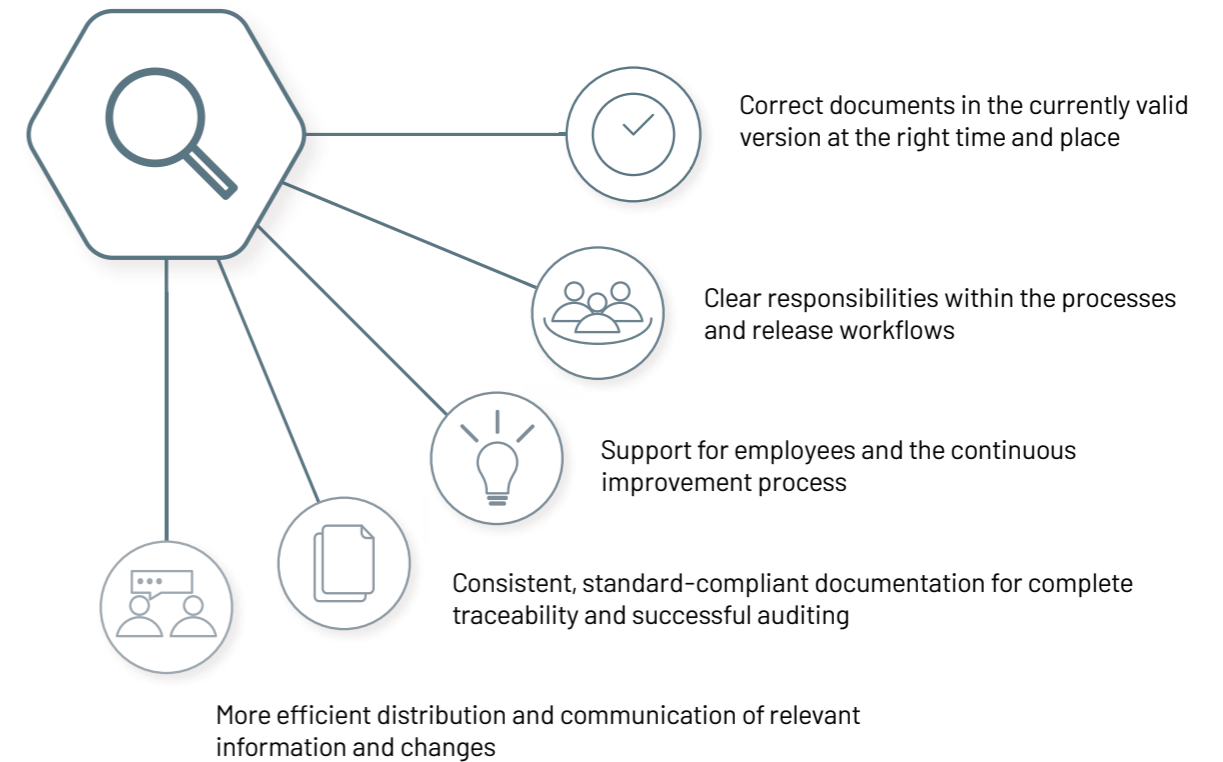 Correct documents in the currently valid
version at the right time and place
Clear responsibilities within the processes
and release workflows
Support for employees and the continuous
improvement process
Consistent, standard-compliant documentation for complete
traceability and successful auditing
More efficient distribution and communication of relevant
information and changes